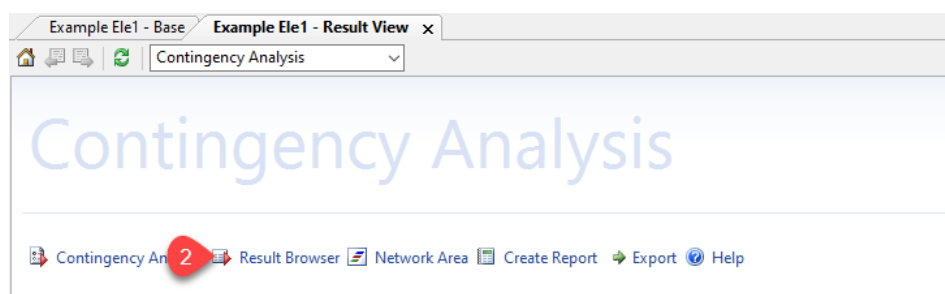 Example Ele1 - Base Example Ele1 - Result View x
Contingency Analysis
Contingency Analysis
Contingency An 2 Result Browser Network Area Create Report Export Help